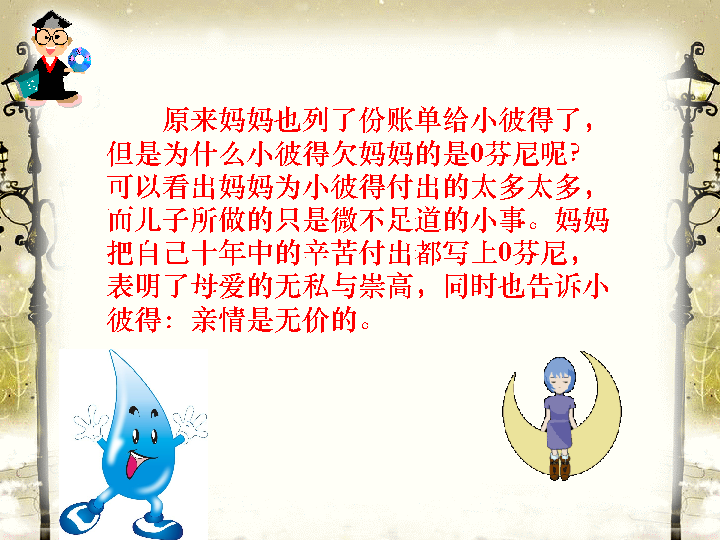 原来妈妈也列了份账单给小彼得了，
但是为什么小彼得欠妈妈的是0芬尼呢？
可以看出妈妈为小彼得付出的太多太多，
而儿子所做的只是微不足道的小事。妈妈
把自己十年中的辛苦付出都写上0芬尼，
表明了母爱的无私与崇高，同时也告诉小
彼得：亲情是无价的。